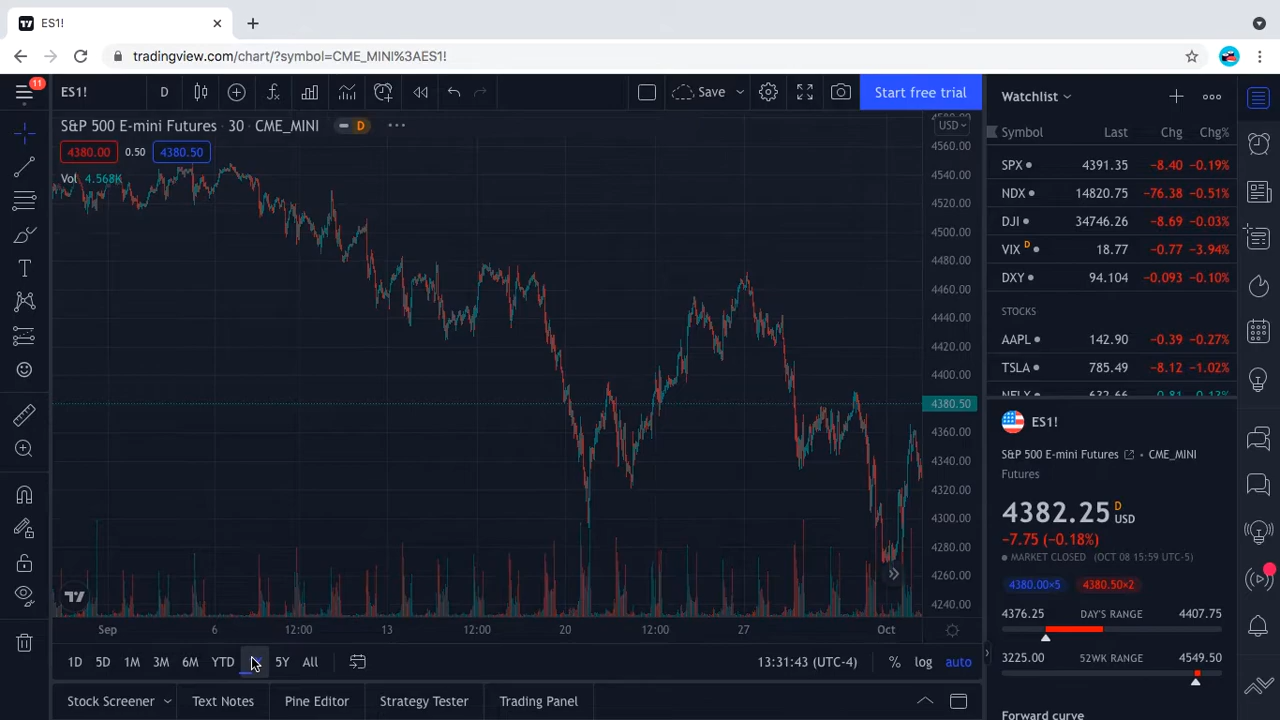 ES1!
tradingview.com/chart/?symbol=CME_MINI%3AES1!
11
ES1! D Save Start free trial
S&P 500 E-mini Futures · 30 · CME_MINI D
4380.00 0.50 4380.50
Vol 4.568K
USD
4580.00
4560.00
4540.00
4520.00
4500.00
4480.00
4460.00
4440.00
4420.00
4400.00
4380.50
4360.00
4340.00
4320.00
4300.00
4280.00
4260.00
4240.00
Sep 6 12:00 13 12:00 20 12:00 27 Oct
1D 5D 1M 3M 6M YTD 5Y All 13:31:43 (UTC-4) % log auto
Stock Screener Text Notes Pine Editor Strategy Tester Trading Panel
Watchlist
Symbol Last Chg Chg%
SPX 4391.35 −8.40 −0.19%
NDX 14820.75 −76.38 −0.51%
DJI 34746.26 −8.69 −0.03%
VIX D 18.77 −0.77 −3.94%
DXY 94.104 −0.093 −0.10%
STOCKS
AAPL 142.90 −0.39 −0.27%
TSLA 785.49 −8.12 −1.02%
NFLX 632.66 0.81 0.13%
ES1!
S&P 500 E-mini Futures • CME_MINI
Futures
4382.25 D USD
−7.75 (−0.18%)
MARKET CLOSED (OCT 08 15:59 UTC-5)
4380.00×5 4380.50×2
4376.25 DAY'S RANGE 4407.75
3225.00 52WK RANGE 4549.50
Forward curve